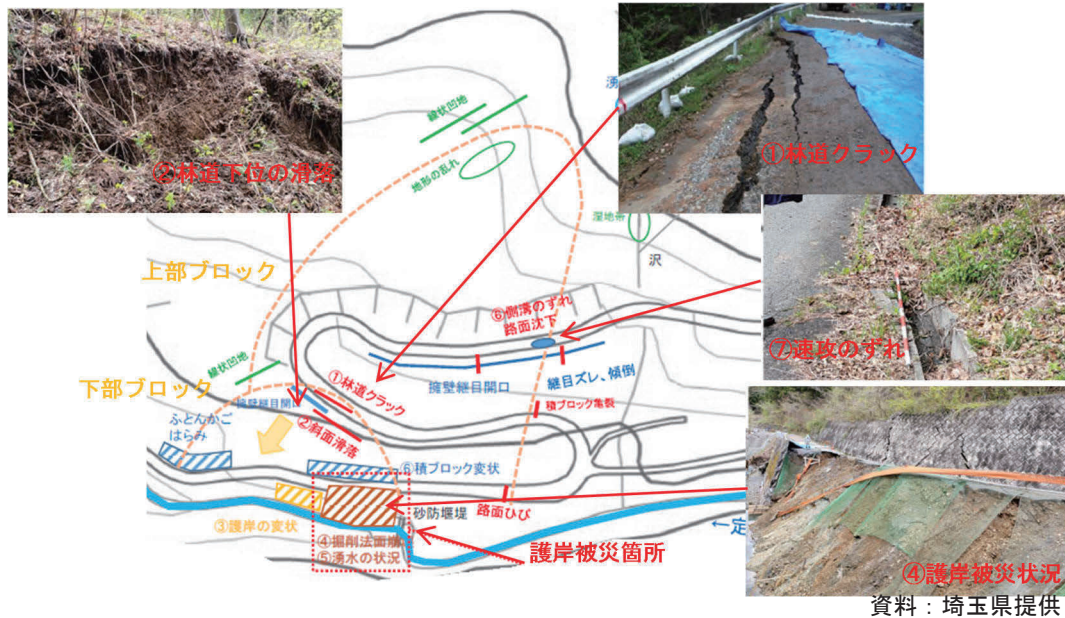 ②林道下位の滑落
①林道クラック
⑦速攻のずれ
④護岸被災状況
湧
線状凹地
地形の乱れ
湿地帯
沢
上部ブロック
⑥側溝のずれ
路面沈下
線状凹地
①林道クラック
擁壁継目開口
継目ズレ、傾倒
下部ブロック
擁壁継目開口
積ブロック亀裂
ふとんかご
はらみ
②斜面滑落
⑥積ブロック変状
③護岸の変状
砂防堰堤
路面ひび
←定
④掘削法面崩
⑤湧水の状況
護岸被災箇所
資料：埼玉県提供